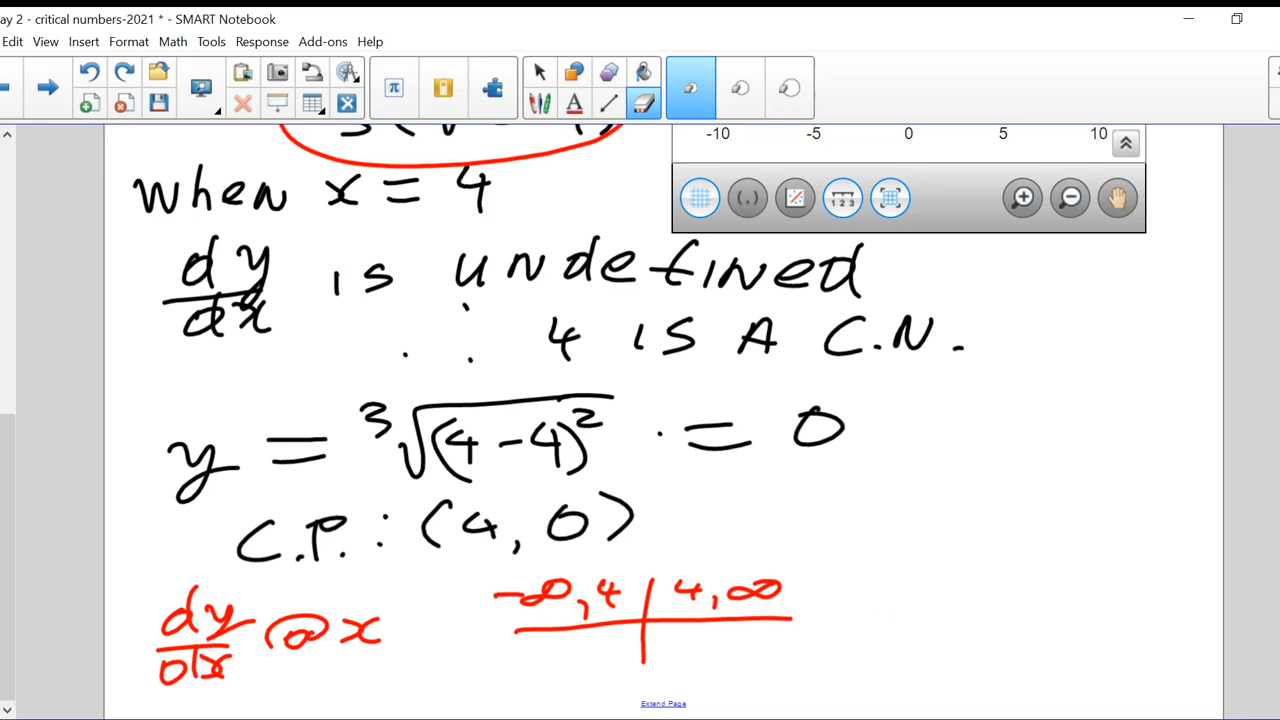 ay 2 - critical numbers-2021 * - SMART Notebook
Edit View Insert Format Math Tools Response Add-ons Help
-10 -5 0 5 10
when x = 4
dy/dx is undefined
∴ 4 IS A C.N.
y = ³√(4-4)² = 0
C.P. : (4, 0)
dy/dx @ x
-∞, 4 | 4, ∞
Extend Page